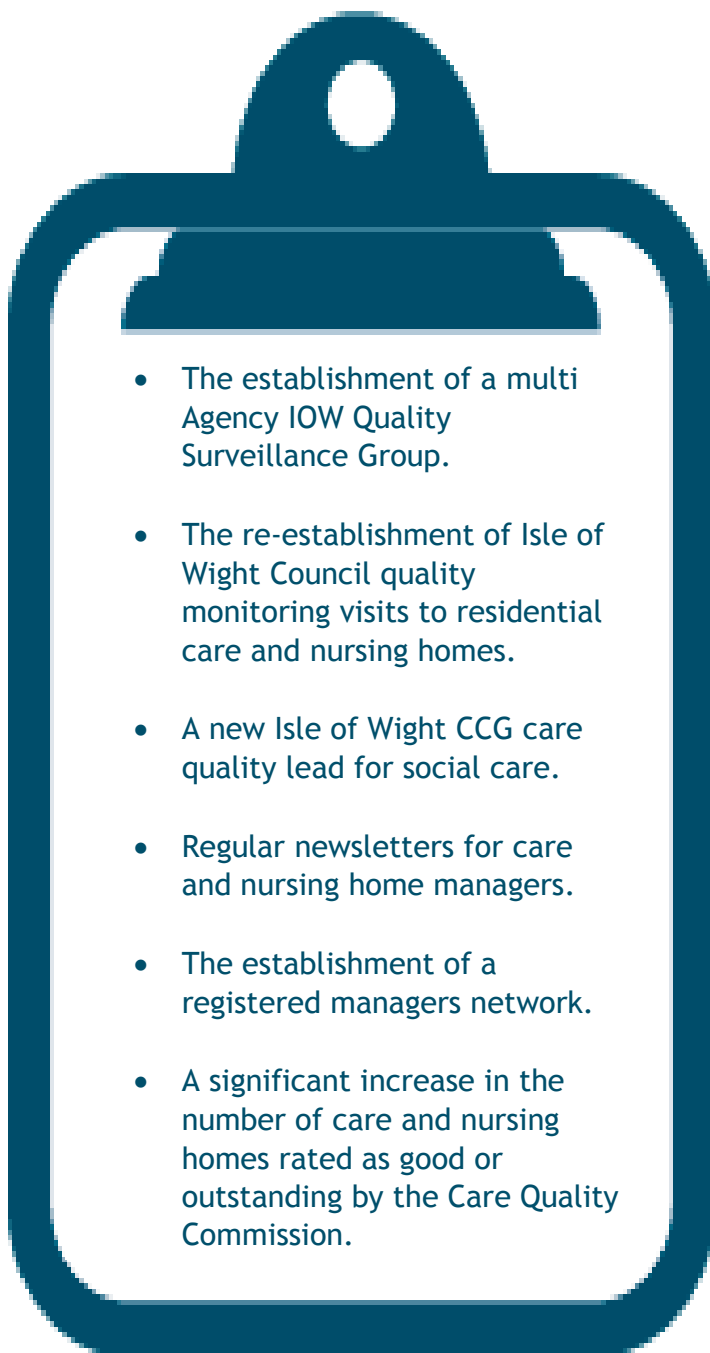 • The establishment of a multi
Agency IOW Quality
Surveillance Group.
• The re-establishment of Isle of
Wight Council quality
monitoring visits to residential
care and nursing homes.
• A new Isle of Wight CCG care
quality lead for social care.
• Regular newsletters for care
and nursing home managers.
• The establishment of a
registered managers network.
• A significant increase in the
number of care and nursing
homes rated as good or
outstanding by the Care Quality
Commission.